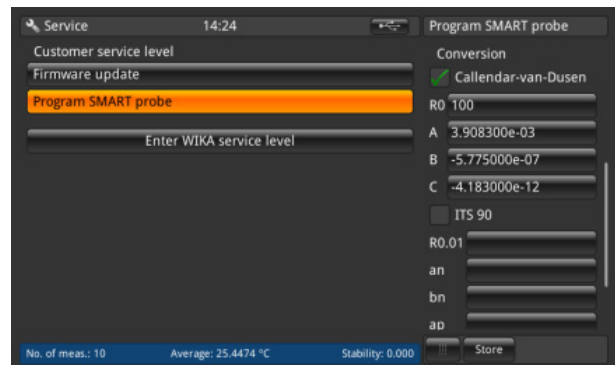 Service 14:24
Customer service level
Firmware update
Program SMART probe
Enter WIKA service level
No. of meas.: 10 Average: 25.4474 °C Stability: 0.000
Program SMART probe
Conversion
Callendar-van-Dusen
R0 100
A 3.908300e-03
B -5.775000e-07
C -4.183000e-12
ITS 90
R0.01
an
bn
ap
Store